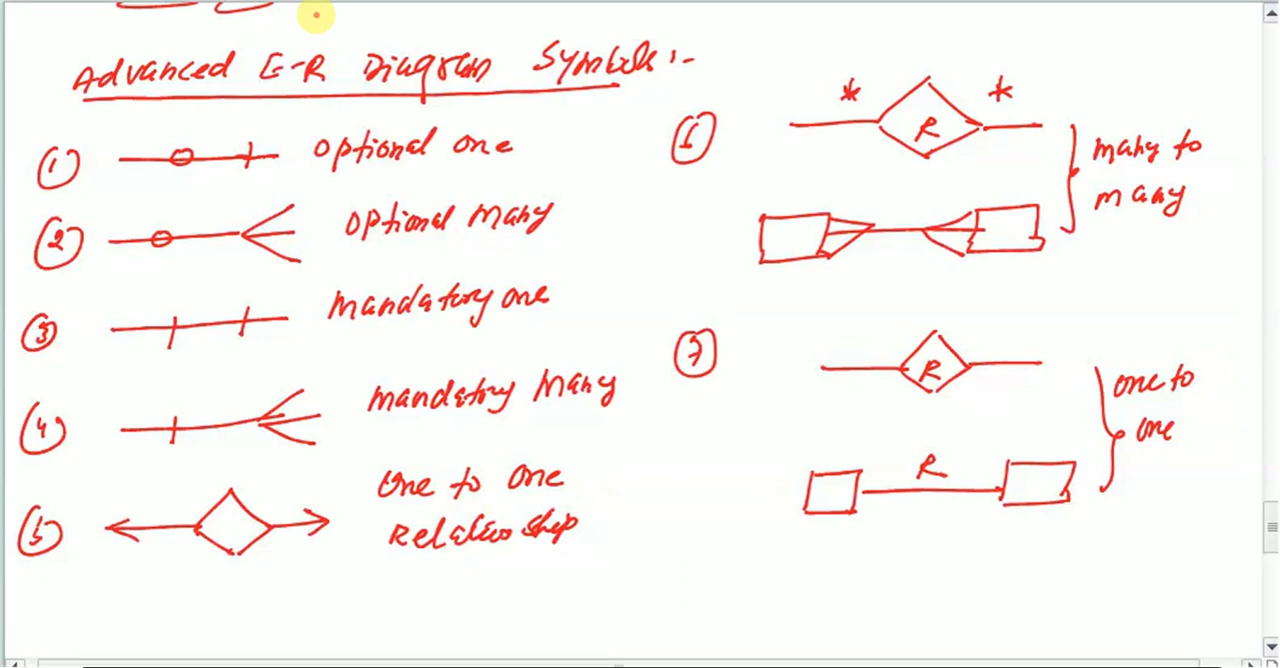 Advanced E-R Diagram Symbols :-
① optional one
② optional many
③ mandatory one
④ mandatory many
⑤ One to One
Relationship
⑥ * R *
many to
many
⑦ R
one to
one
R